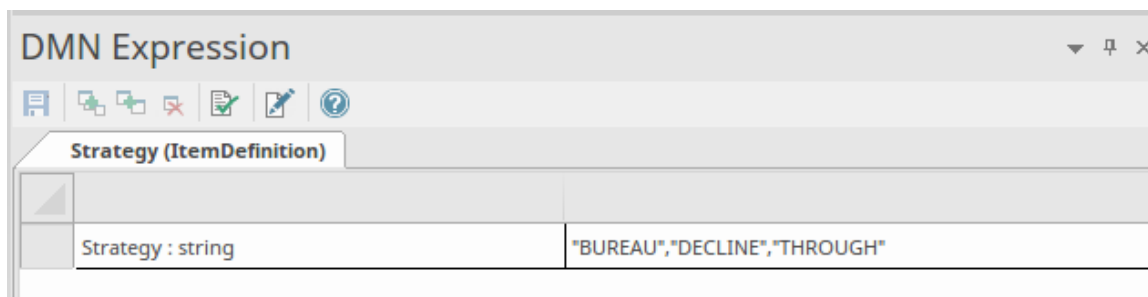 DMN Expression
Strategy (ItemDefinition)
Strategy : string
"BUREAU","DECLINE","THROUGH"